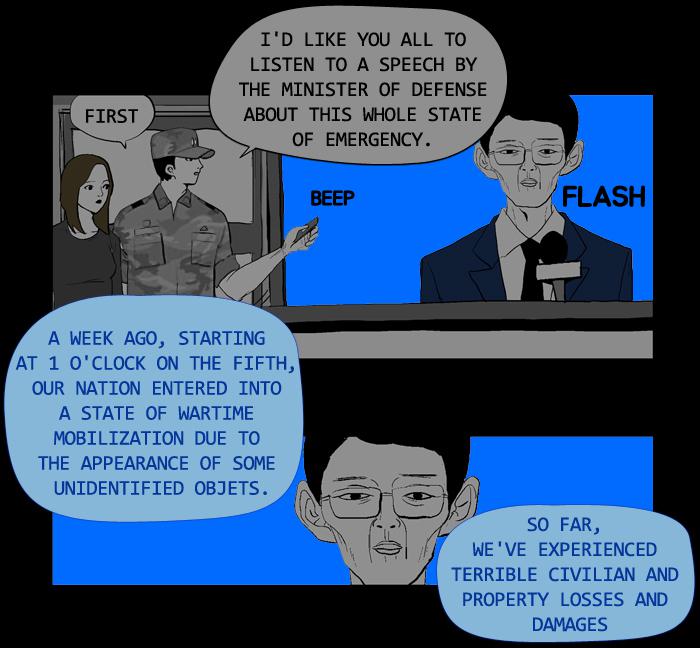 FIRST
I'D LIKE YOU ALL TO
LISTEN TO A SPEECH BY
THE MINISTER OF DEFENSE
ABOUT THIS WHOLE STATE
OF EMERGENCY.
BEEP
FLASH
A WEEK AGO, STARTING
AT 1 O'CLOCK ON THE FIFTH,
OUR NATION ENTERED INTO
A STATE OF WARTIME
MOBILIZATION DUE TO
THE APPEARANCE OF SOME
UNIDENTIFIED OBJETS.
SO FAR,
WE'VE EXPERIENCED
TERRIBLE CIVILIAN AND
PROPERTY LOSSES AND
DAMAGES